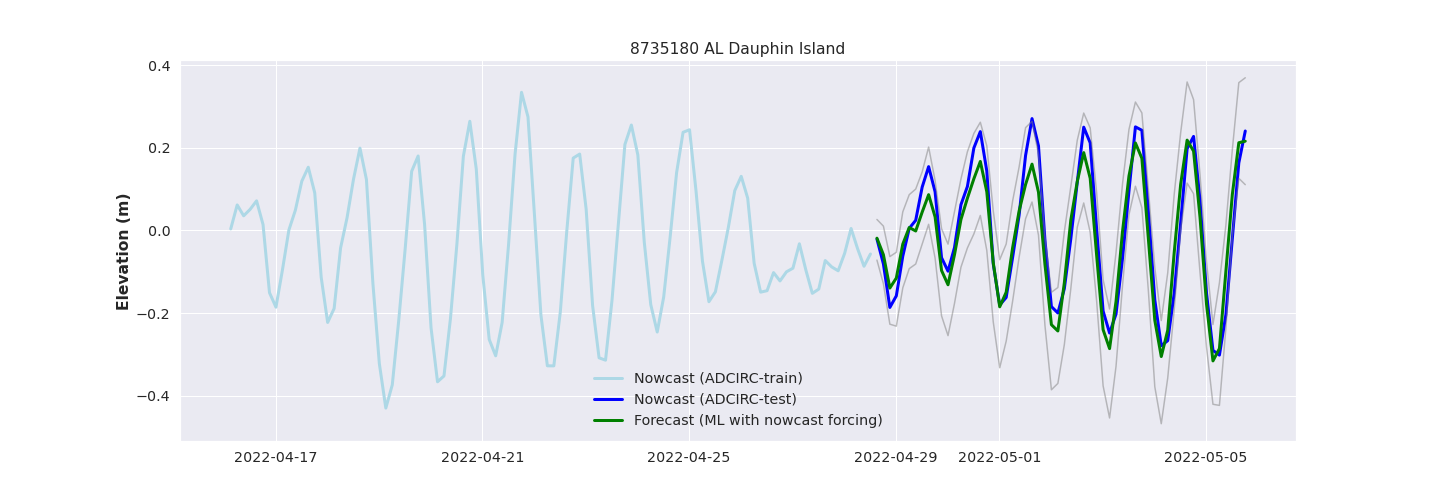 8735180 AL Dauphin Island
Elevation (m)
0.4
0.2
0.0
−0.2
−0.4
Nowcast (ADCIRC-train)
Nowcast (ADCIRC-test)
Forecast (ML with nowcast forcing)
2022-04-17 2022-04-21 2022-04-25 2022-04-29 2022-05-01 2022-05-05